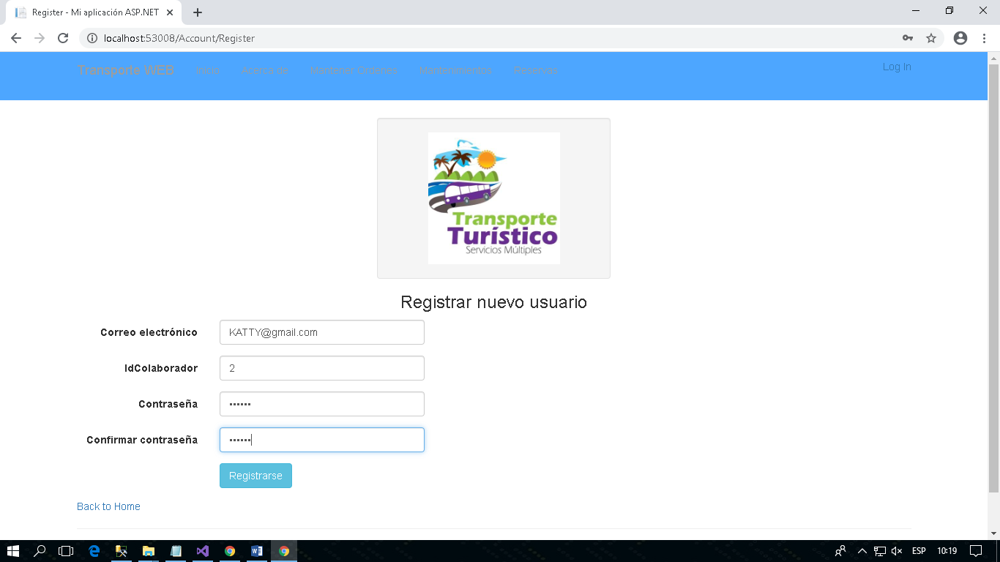 Register - Mi aplicación ASP.NET
localhost:53008/Account/Register
Transporte WEB Inicio Acerca de Mantener Ordenes Mantenimientos Reservas Log In
Transporte
Turístico
Servicios Múltiples
Registrar nuevo usuario
Correo electrónico KATTY@gmail.com
IdColaborador 2
Contraseña ••••••
Confirmar contraseña ••••••
Registrarse
Back to Home
ESP 10:19